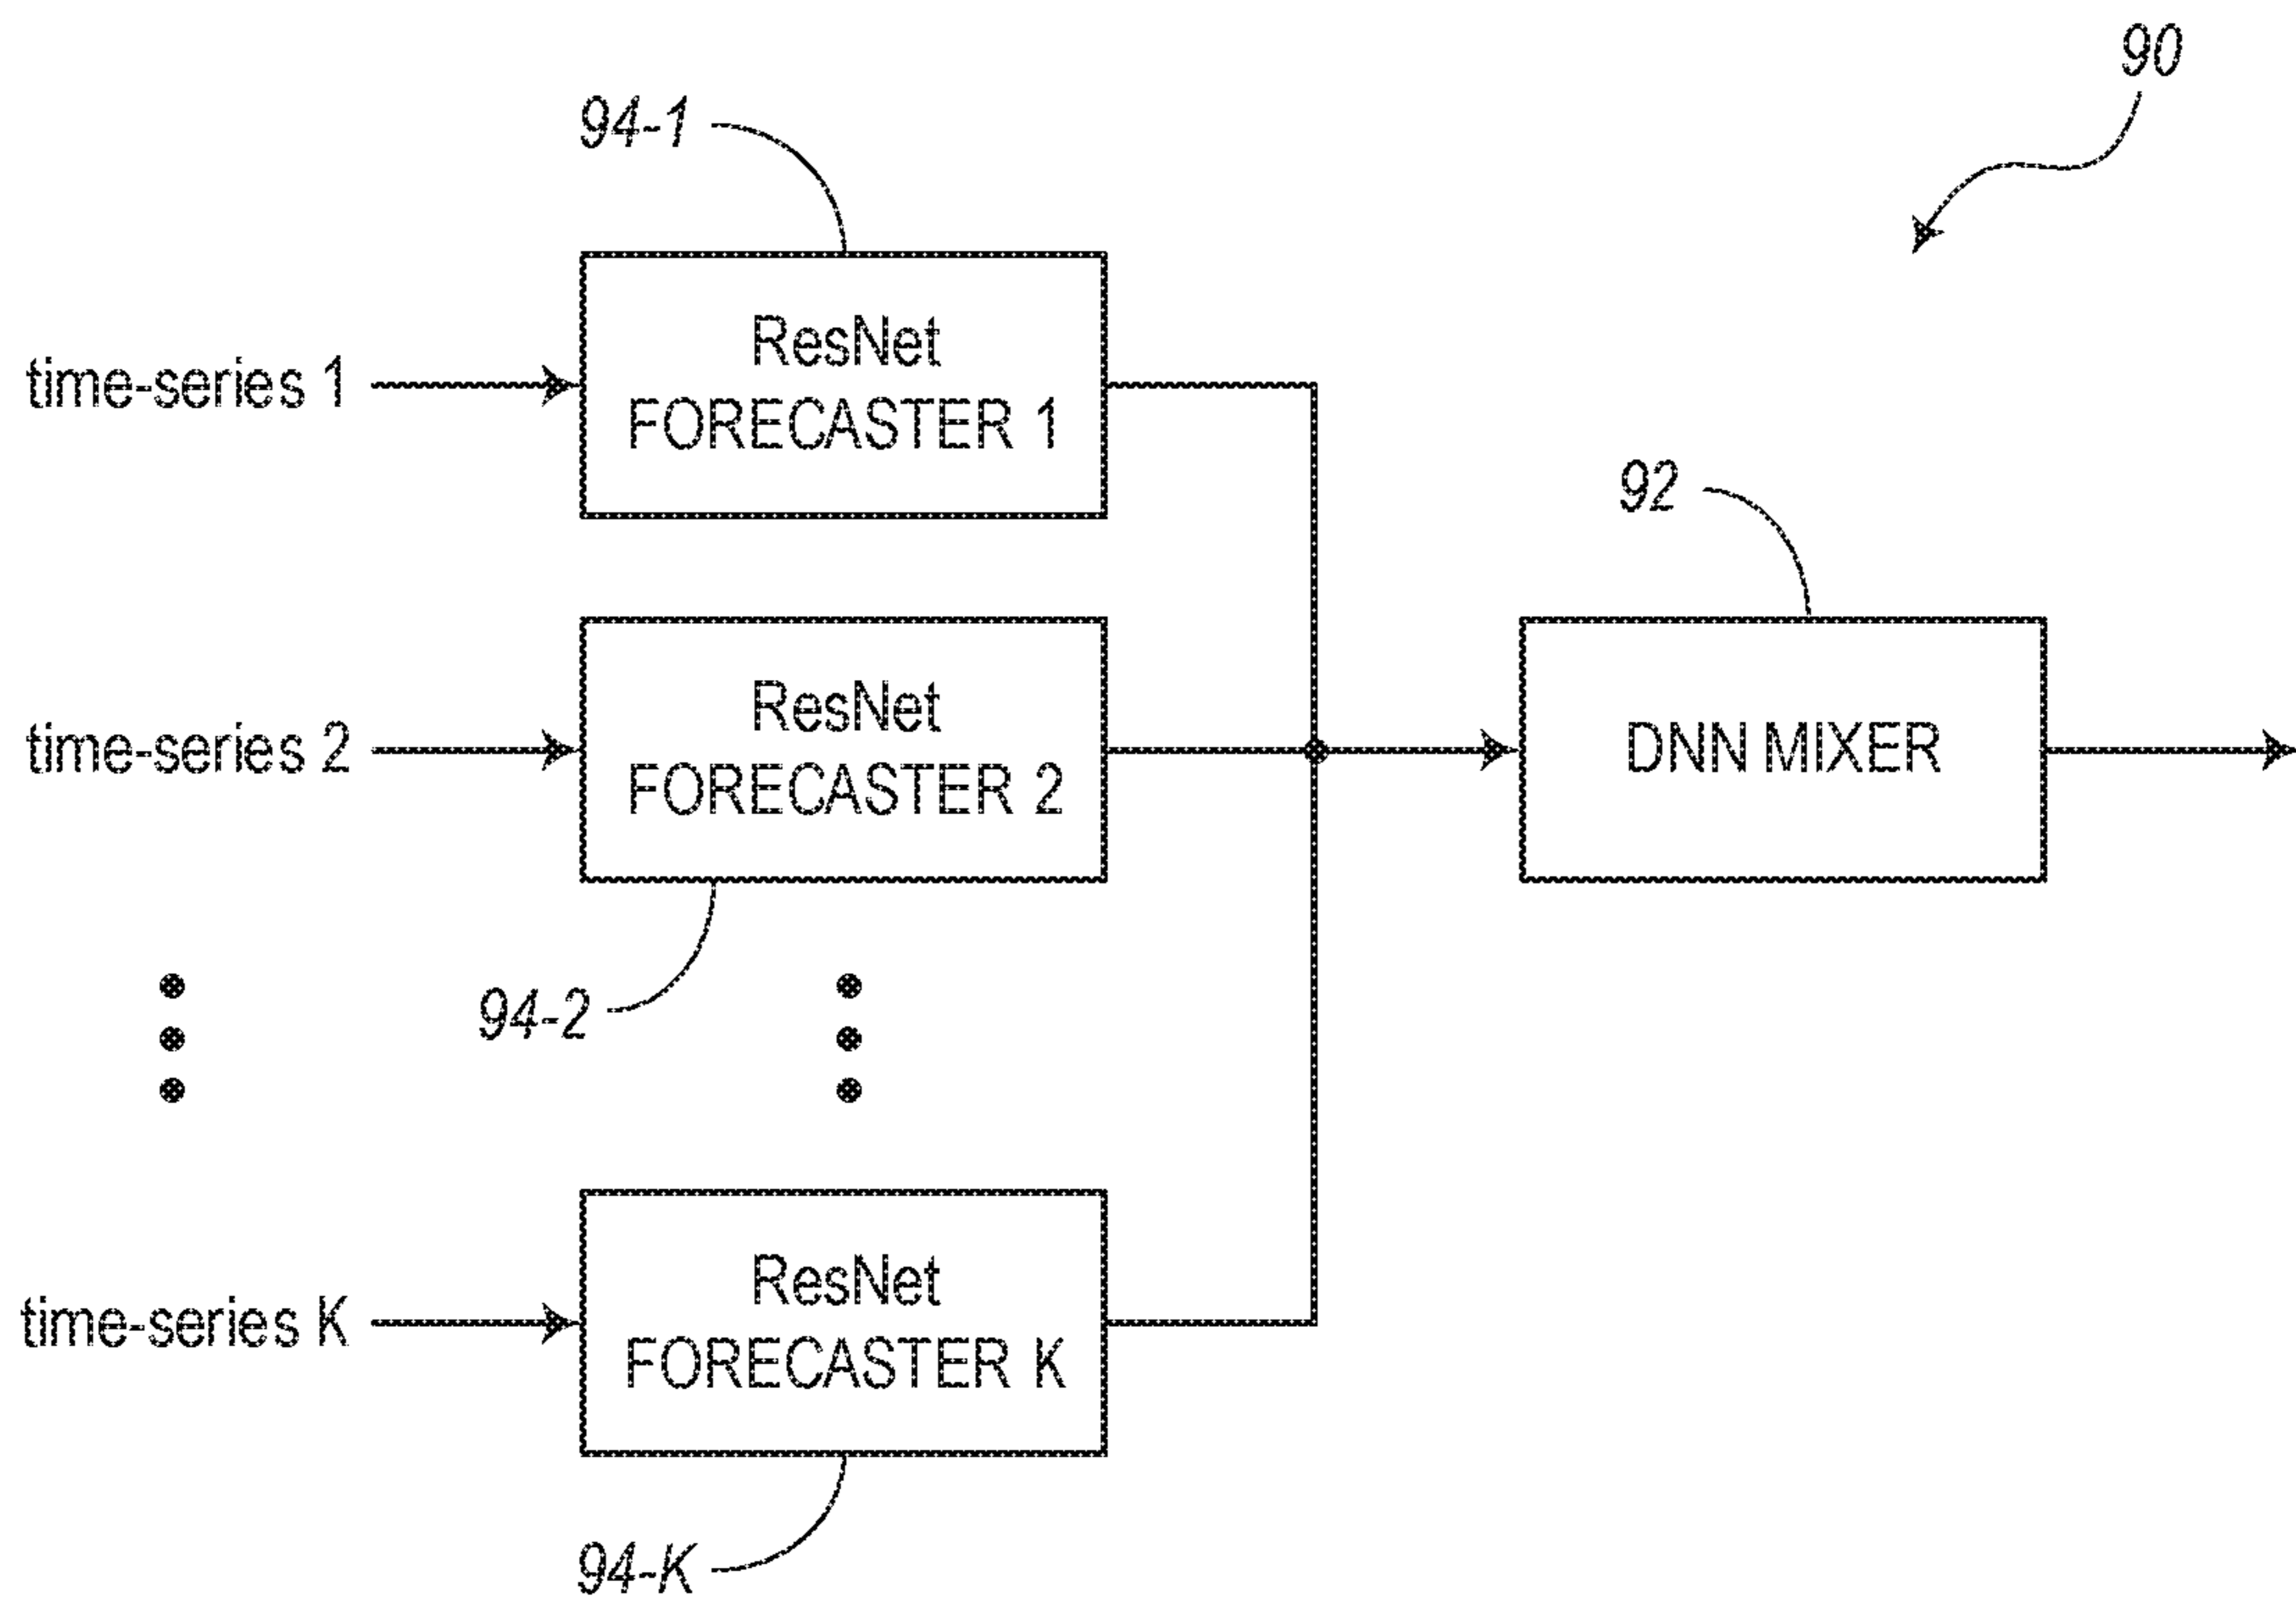 90
94-1
ResNet
time-series 1
FORECASTER 1
92
ResNet
time-series 2
FORECASTER 2
DNN MIXER
94-2
ResNet
time-series K
FORECASTER K
94-K